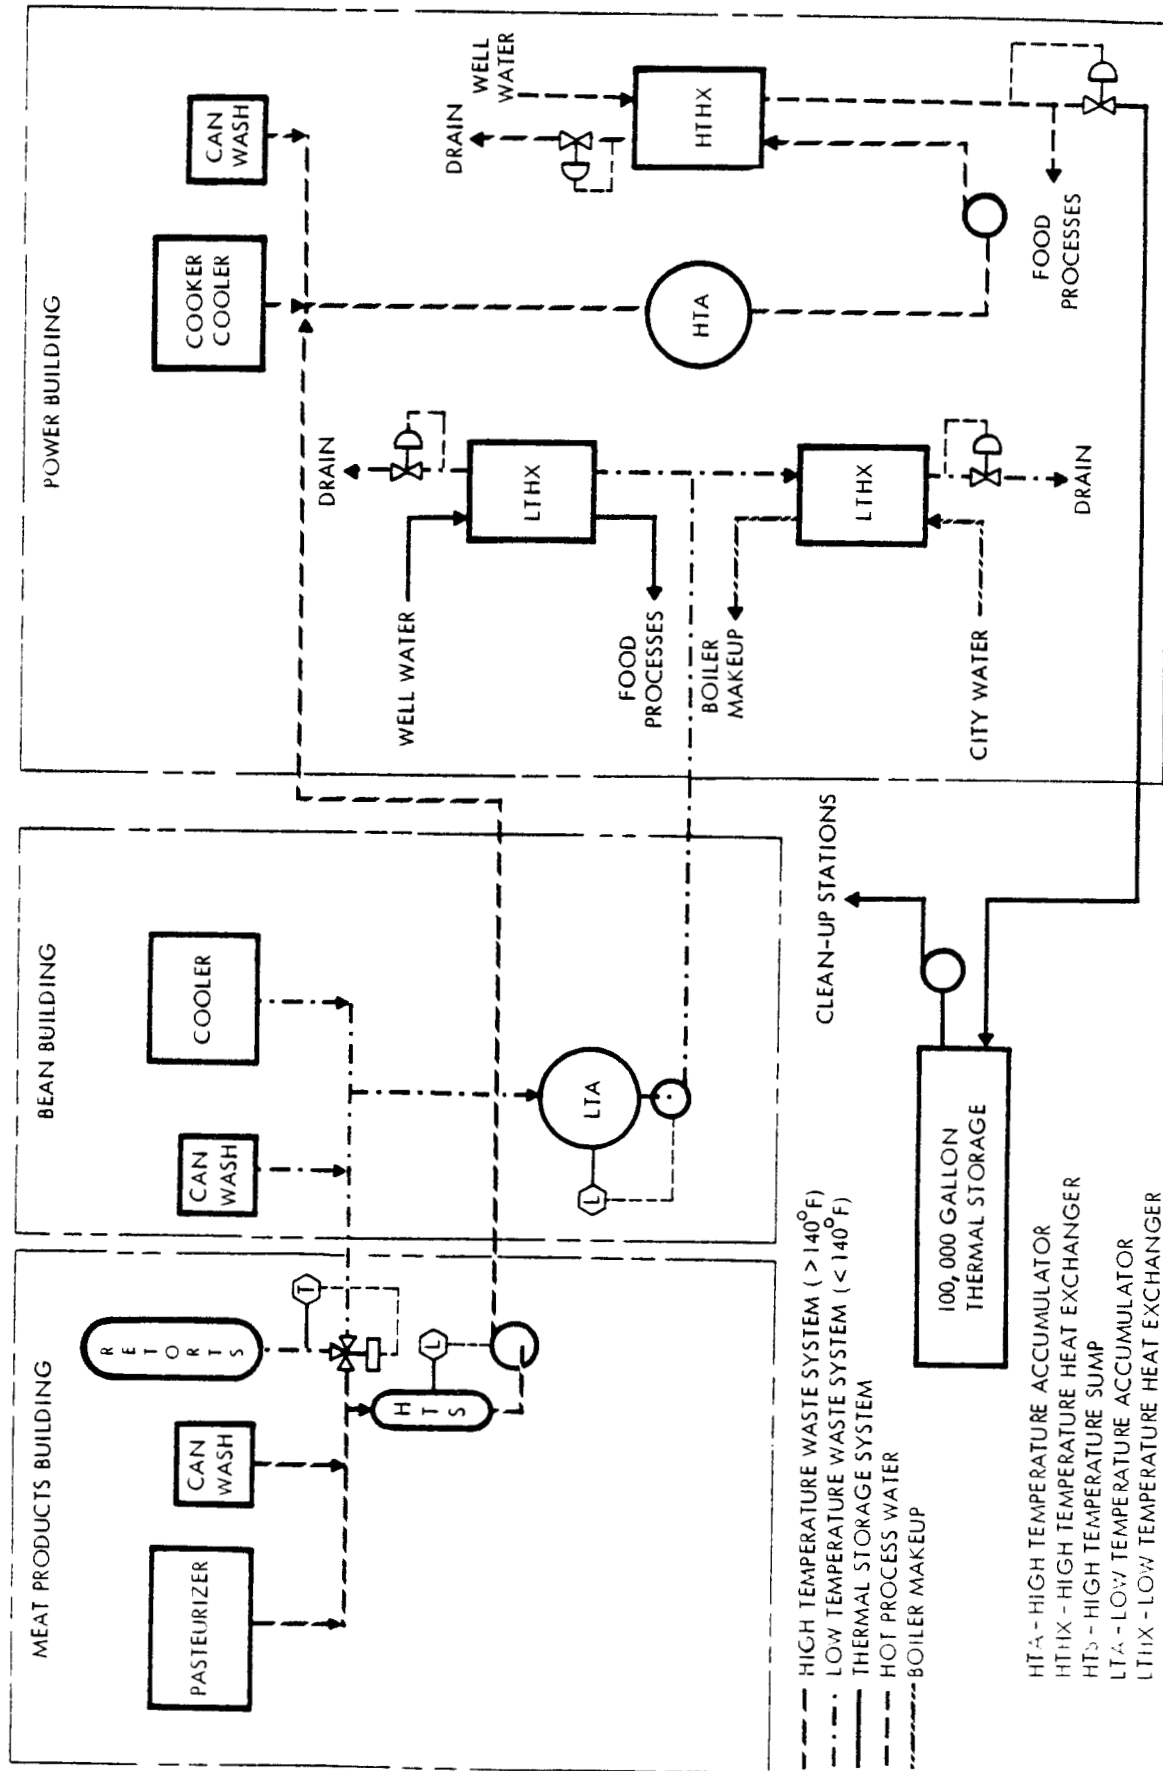 MEAT PRODUCTS BUILDING
PASTEURIZER
CAN
WASH
RETORTS
T
HTS
L
BEAN BUILDING
CAN
WASH
COOLER
L
LTA
POWER BUILDING
COOKER
COOLER
CAN
WASH
WELL WATER
DRAIN
LTHX
FOOD
PROCESSES
BOILER
MAKEUP
LTHX
CITY WATER
DRAIN
HTA
DRAIN
WELL
WATER
HTHX
FOOD
PROCESSES
CLEAN-UP STATIONS
100,000 GALLON
THERMAL STORAGE
HIGH TEMPERATURE WASTE SYSTEM (>140°F)
LOW TEMPERATURE WASTE SYSTEM (<140°F)
THERMAL STORAGE SYSTEM
HOT PROCESS WATER
BOILER MAKEUP
HTA - HIGH TEMPERATURE ACCUMULATOR
HTHX - HIGH TEMPERATURE HEAT EXCHANGER
HTS - HIGH TEMPERATURE SUMP
LTA - LOW TEMPERATURE ACCUMULATOR
LTHX - LOW TEMPERATURE HEAT EXCHANGER